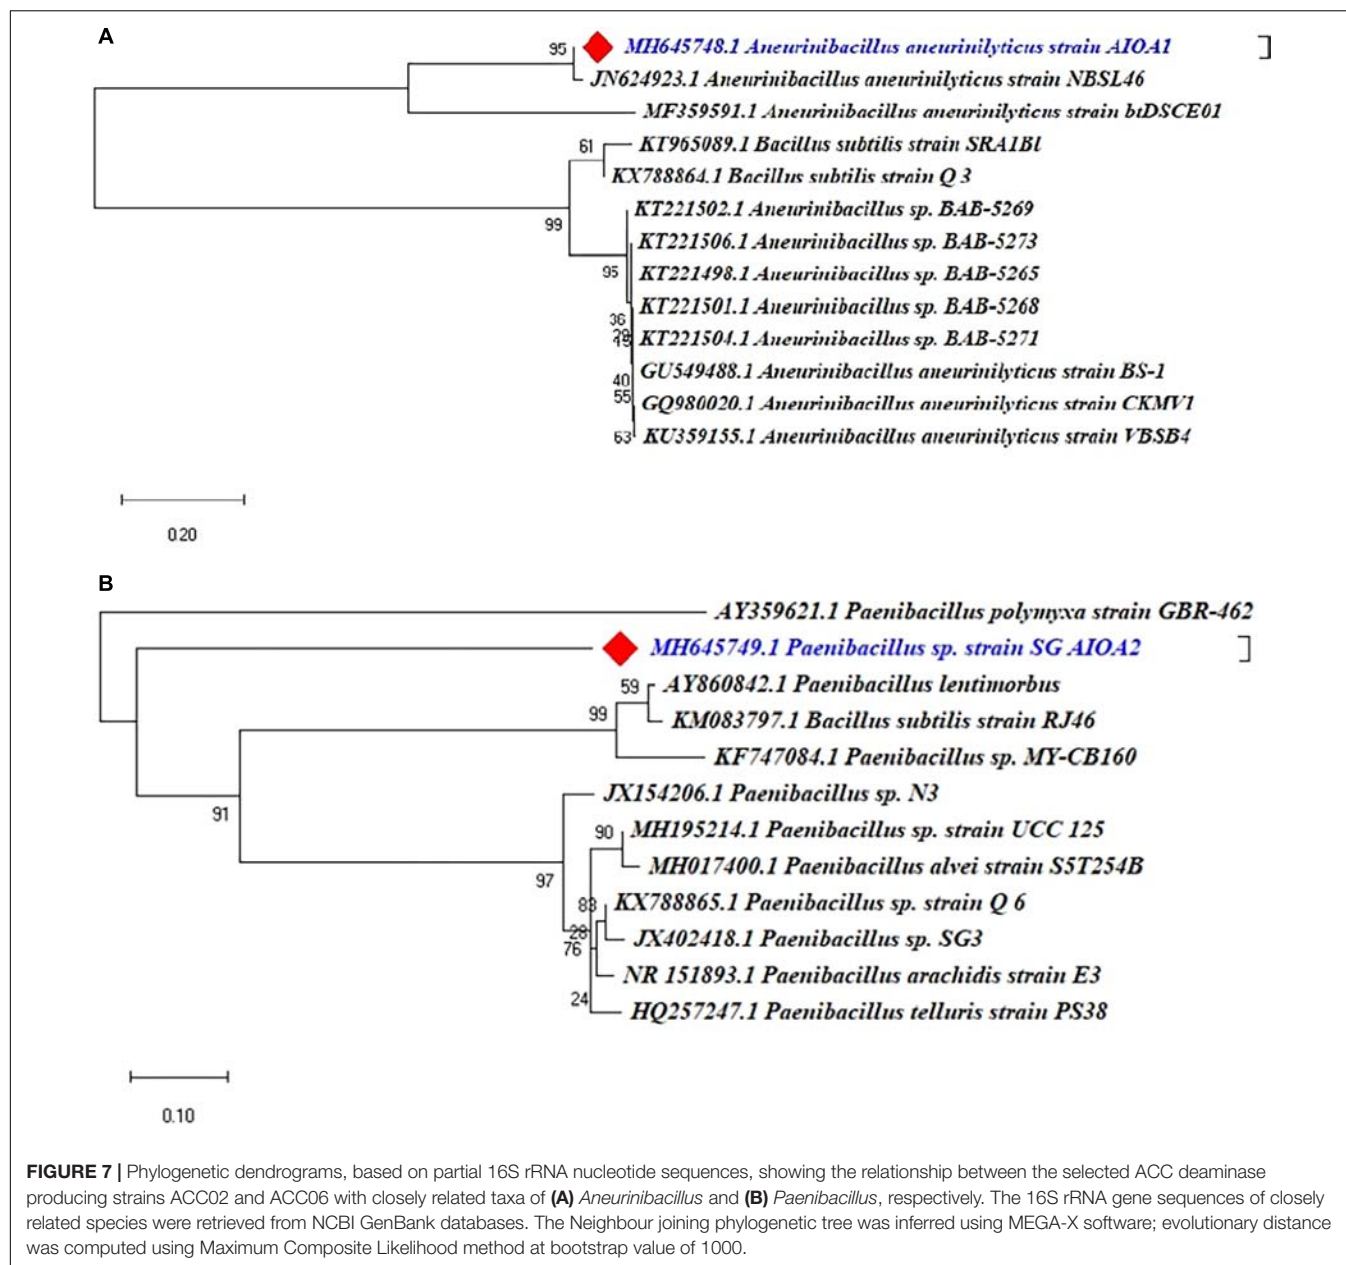 A
95 MH645748.1 Aneurinibacillus aneurinilyticus strain AIOA1
JN624923.1 Aneurinibacillus aneurinilyticus strain NBSL46
MF359591.1 Aneurinibacillus aneurinilyticus strain btDSCE01
61 KT965089.1 Bacillus subtilis strain SRA1Bl
KX788864.1 Bacillus subtilis strain Q 3
KT221502.1 Aneurinibacillus sp. BAB-5269
99
KT221506.1 Aneurinibacillus sp. BAB-5273
95 KT221498.1 Aneurinibacillus sp. BAB-5265
KT221501.1 Aneurinibacillus sp. BAB-5268
36
KT221504.1 Aneurinibacillus sp. BAB-5271
GU549488.1 Aneurinibacillus aneurinilyticus strain BS-1
40
55 GQ980020.1 Aneurinibacillus aneurinilyticus strain CKMV1
63 KU359155.1 Aneurinibacillus aneurinilyticus strain VBSB4
0.20
B
AY359621.1 Paenibacillus polymyxa strain GBR-462
MH645749.1 Paenibacillus sp. strain SG AIOA2
59 AY860842.1 Paenibacillus lentimorbus
99 KM083797.1 Bacillus subtilis strain RJ46
KF747084.1 Paenibacillus sp. MY-CB160
JX154206.1 Paenibacillus sp. N3
91
90 MH195214.1 Paenibacillus sp. strain UCC 125
MH017400.1 Paenibacillus alvei strain S5T254B
97
83 KX788865.1 Paenibacillus sp. strain Q 6
28 JX402418.1 Paenibacillus sp. SG3
76
NR 151893.1 Paenibacillus arachidis strain E3
24 HQ257247.1 Paenibacillus telluris strain PS38
0.10
FIGURE 7 | Phylogenetic dendrograms, based on partial 16S rRNA nucleotide sequences, showing the relationship between the selected ACC deaminase
producing strains ACC02 and ACC06 with closely related taxa of (A) Aneurinibacillus and (B) Paenibacillus, respectively. The 16S rRNA gene sequences of closely
related species were retrieved from NCBI GenBank databases. The Neighbour joining phylogenetic tree was inferred using MEGA-X software; evolutionary distance
was computed using Maximum Composite Likelihood method at bootstrap value of 1000.